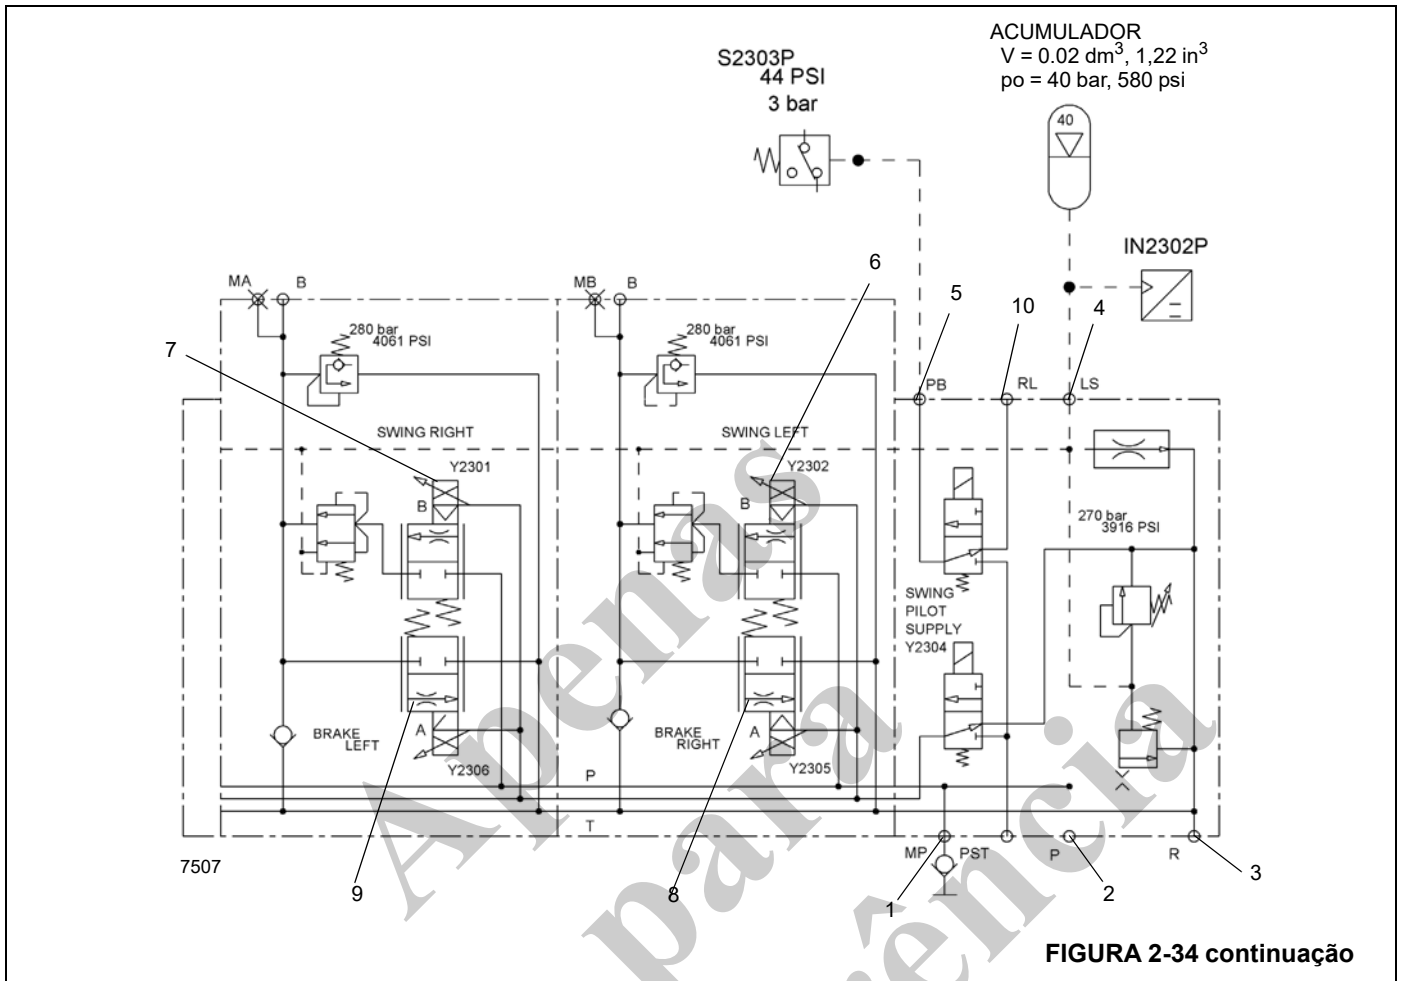 ACUMULADOR
V = 0.02 dm3, 1,22 in3
po = 40 bar, 580 psi
S2303P
44 PSI
3 bar
40
IN2302P
6
5
10
4
7
MA
B
MB
B
PB
RL
LS
280 bar
4061 PSI
280 bar
4061 PSI
SWING RIGHT
SWING LEFT
Y2301
Y2302
B
B
270 bar
3916 PSI
SWING
PILOT
SUPPLY
Y2304
BRAKE
LEFT
A
Y2306
BRAKE
RIGHT
A
Y2305
P
T
MP
PST
P
R
7507
9
8
1
2
3
Apenas
para
rência
FIGURA 2-34 continuação